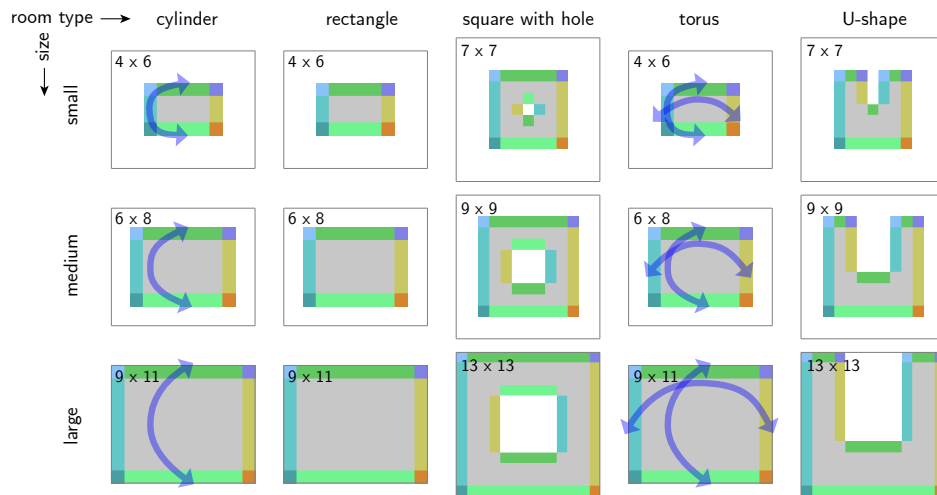 room type cylinder rectangle square with hole torus U-shape
size
small
4 x 6 4 x 6 7 x 7 4 x 6 7 x 7
medium
6 x 8 6 x 8 9 x 9 6 x 8 9 x 9
large
9 x 11 9 x 11 13 x 13 9 x 11 13 x 13